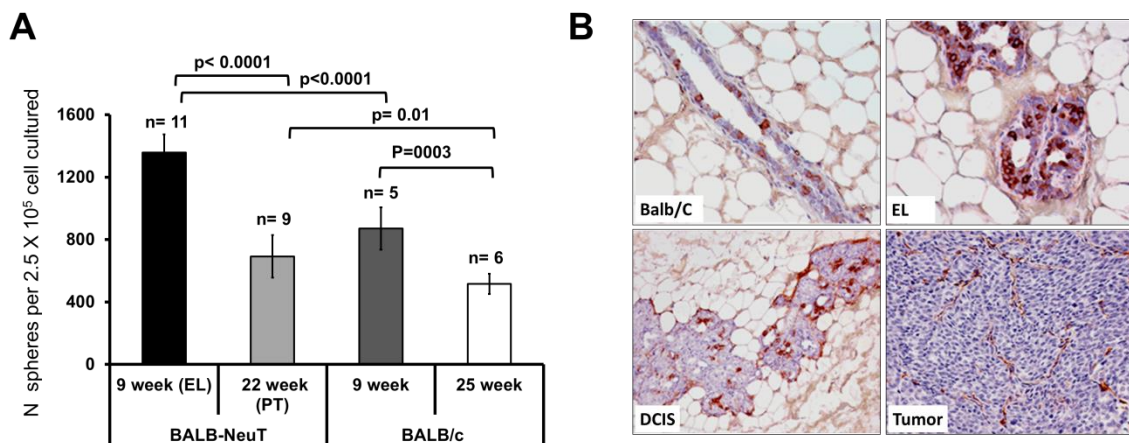 A
N spheres per 2.5 X 10⁵ cell cultured
1600
1200
800
400
0
p< 0.0001
p<0.0001
p= 0.01
P=0003
n= 11
n= 9
n= 5
n= 6
9 week (EL)
22 week
(PT)
9 week
25 week
BALB-NeuT
BALB/c
B
Balb/C
EL
DCIS
Tumor